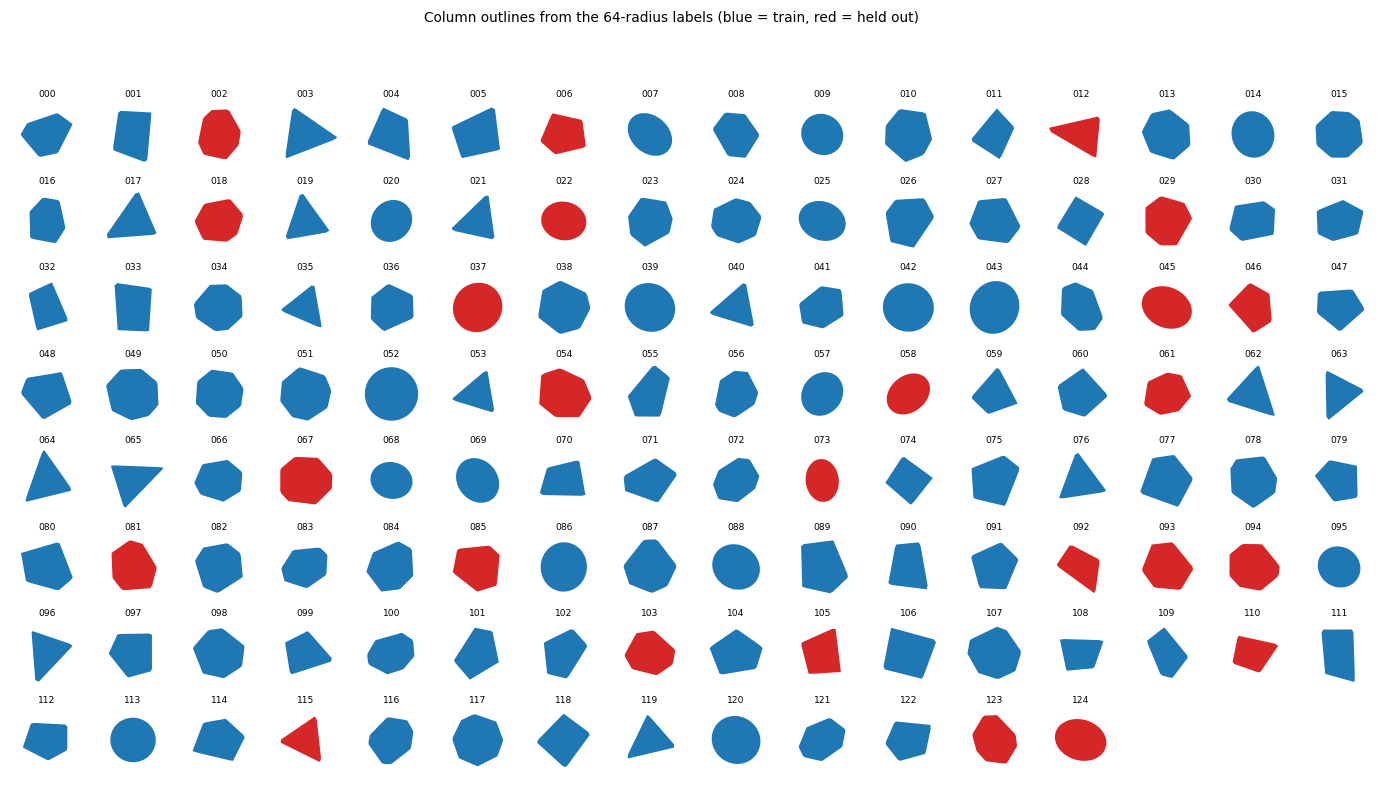 Column outlines from the 64-radius labels (blue = train, red = held out)
000 001 002 003 004 005 006 007 008 009 010 011 012 013 014 015
016 017 018 019 020 021 022 023 024 025 026 027 028 029 030 031
032 033 034 035 036 037 038 039 040 041 042 043 044 045 046 047
048 049 050 051 052 053 054 055 056 057 058 059 060 061 062 063
064 065 066 067 068 069 070 071 072 073 074 075 076 077 078 079
080 081 082 083 084 085 086 087 088 089 090 091 092 093 094 095
096 097 098 099 100 101 102 103 104 105 106 107 108 109 110 111
112 113 114 115 116 117 118 119 120 121 122 123 124